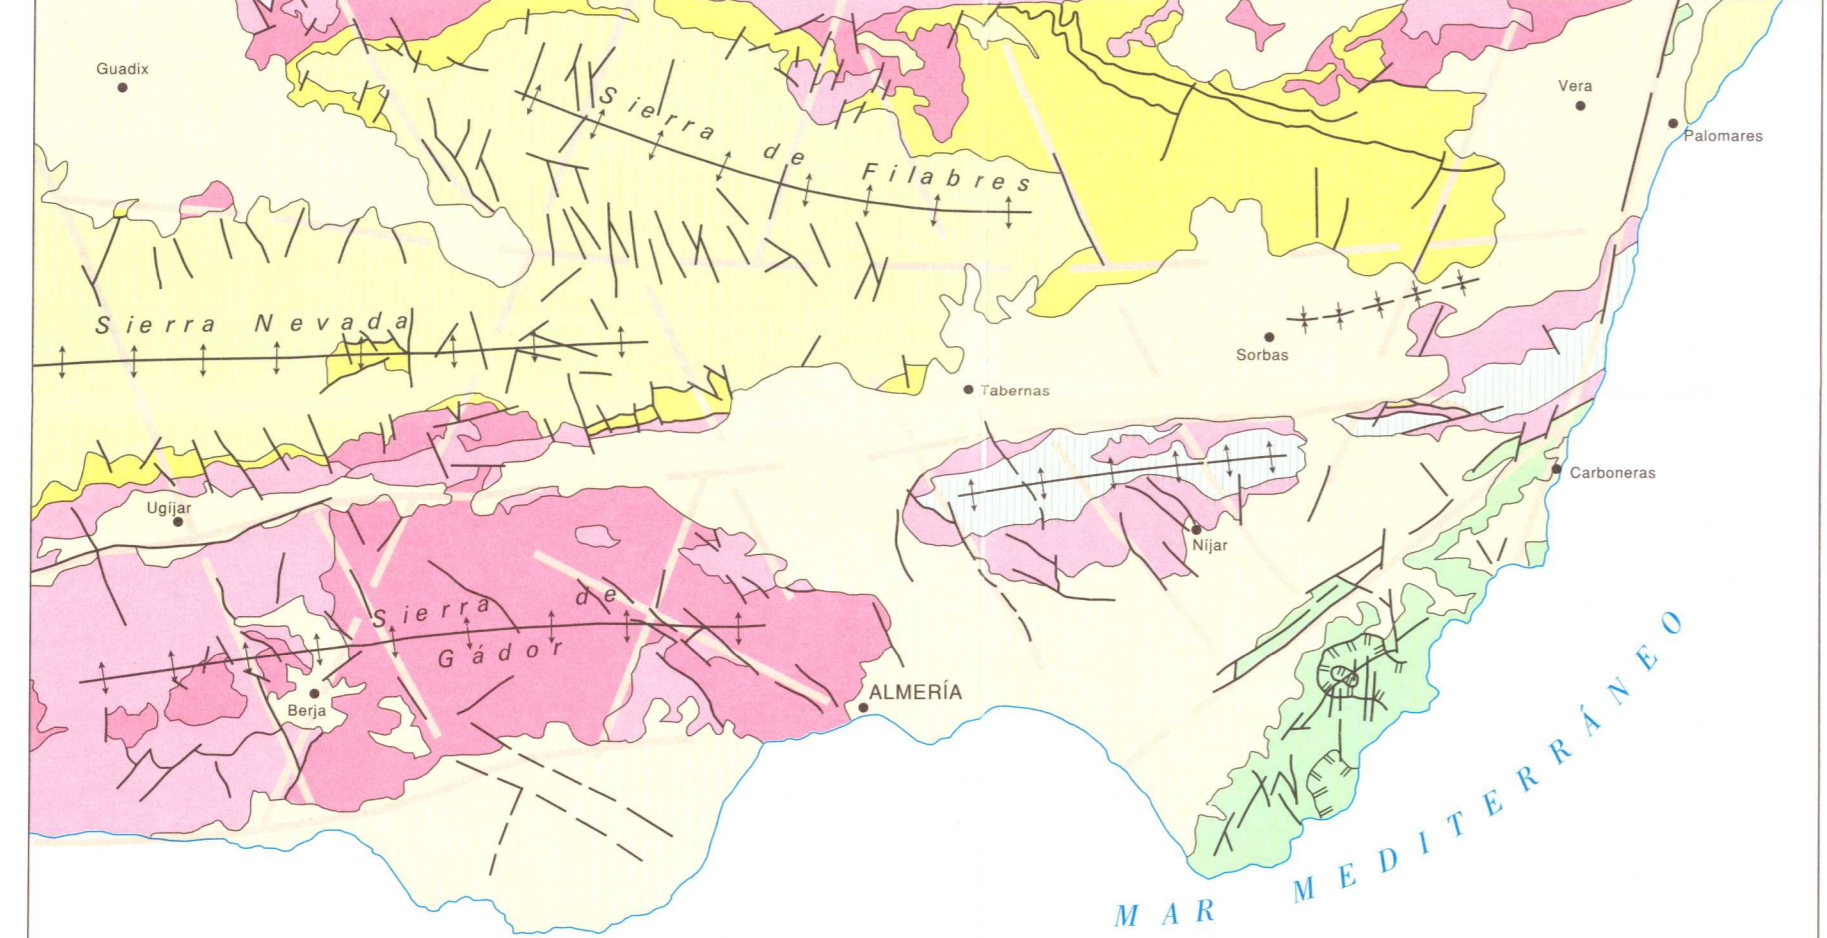 Guadix
Vera
Palomares
Sierra de Filabres
Sierra Nevada
Sorbas
Tabernas
Carboneras
Ugíjar
Níjar
Sierra de
Gádor
ALMERÍA
Berja
MAR MEDITERRÁNEO